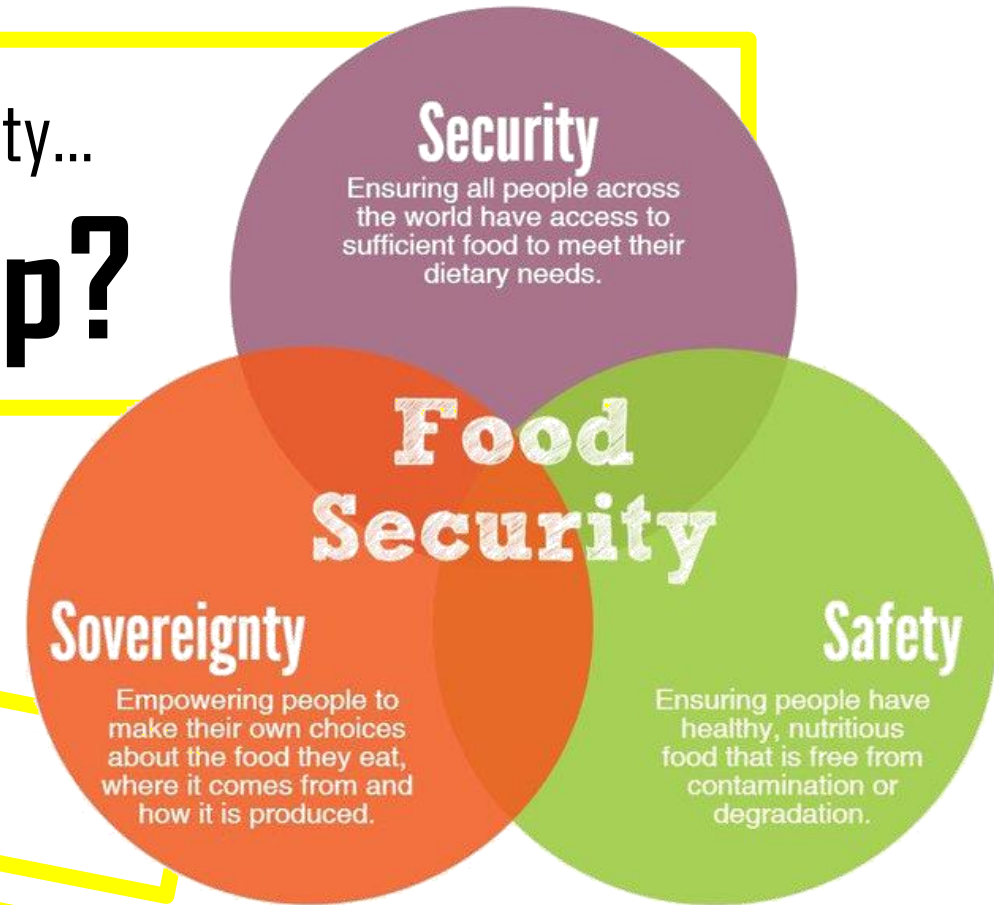 ty...
p?
Security
Ensuring all people across
the world have access to
sufficient food to meet their
dietary needs.
Food
Security
Sovereignty
Empowering people to
make their own choices
about the food they eat,
where it comes from and
how it is produced.
Safety
Ensuring people have
healthy, nutritious
food that is free from
contamination or
degradation.